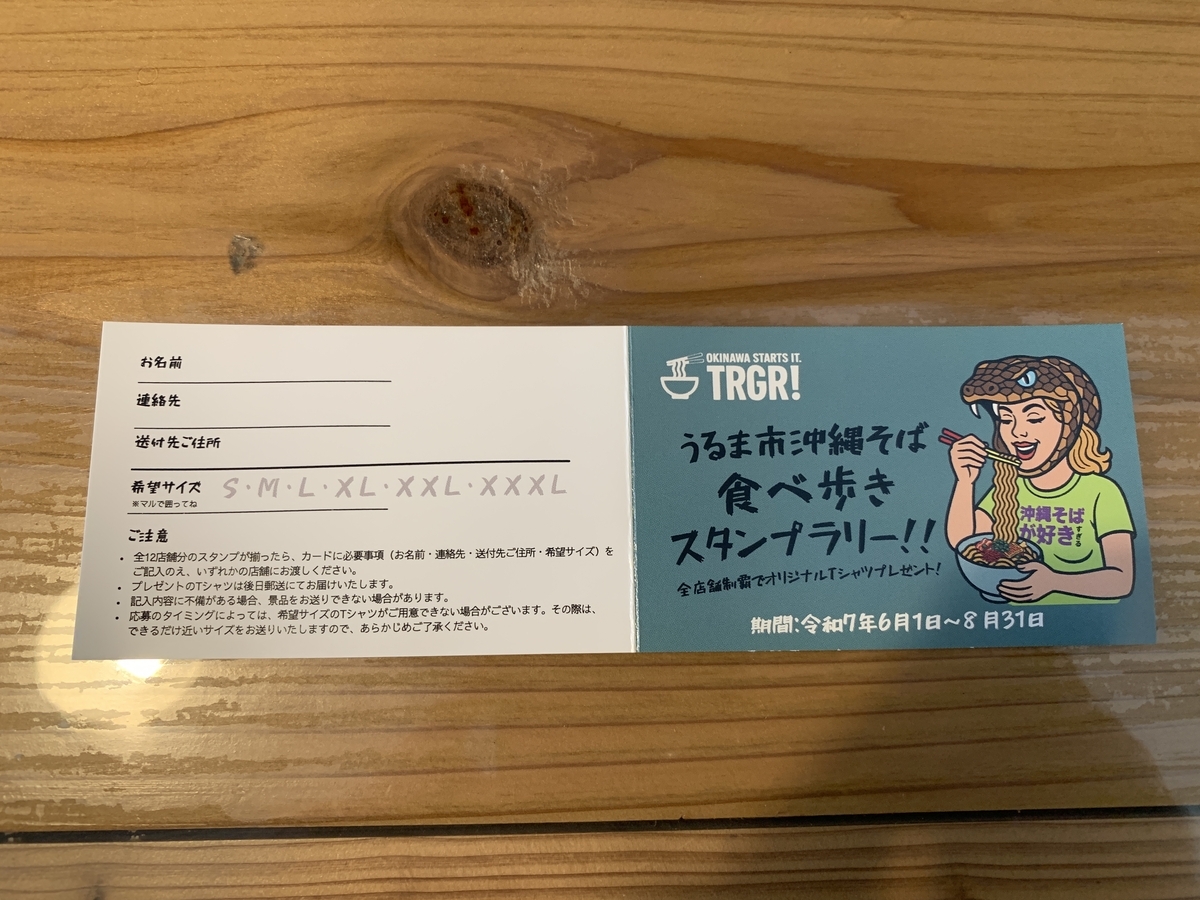 お名前
連絡先
送付先ご住所
希望サイズ S・M・L・XL・XXL・XXXL
※マルで囲ってね
ご注意
• 全12店舗分のスタンプが揃ったら、カードに必要事項（お名前・連絡先・送付先ご住所・希望サイズ）を
ご記入のえ、いずれかの店舗にお渡しください。
• プレゼントのTシャツは後日郵送にてお届けいたします。
• 記入内容に不備がある場合、景品をお送りできない場合があります。
• 応募のタイミングによっては、希望サイズのTシャツがご用意できない場合がございます。その際は、
できるだけ近いサイズをお送りいたしますので、あらかじめご了承ください。
OKINAWA STARTS IT.
TRGR!
うるま市沖縄そば
食べ歩き
スタンプラリー!!
全店舗制覇でオリジナルTシャツプレゼント!
期間:令和7年6月1日〜8月31日
沖縄そば
が好きすぎる